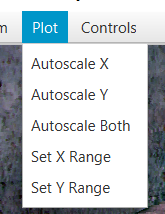 Plot Controls
Autoscale X
Autoscale Y
Autoscale Both
Set X Range
Set Y Range